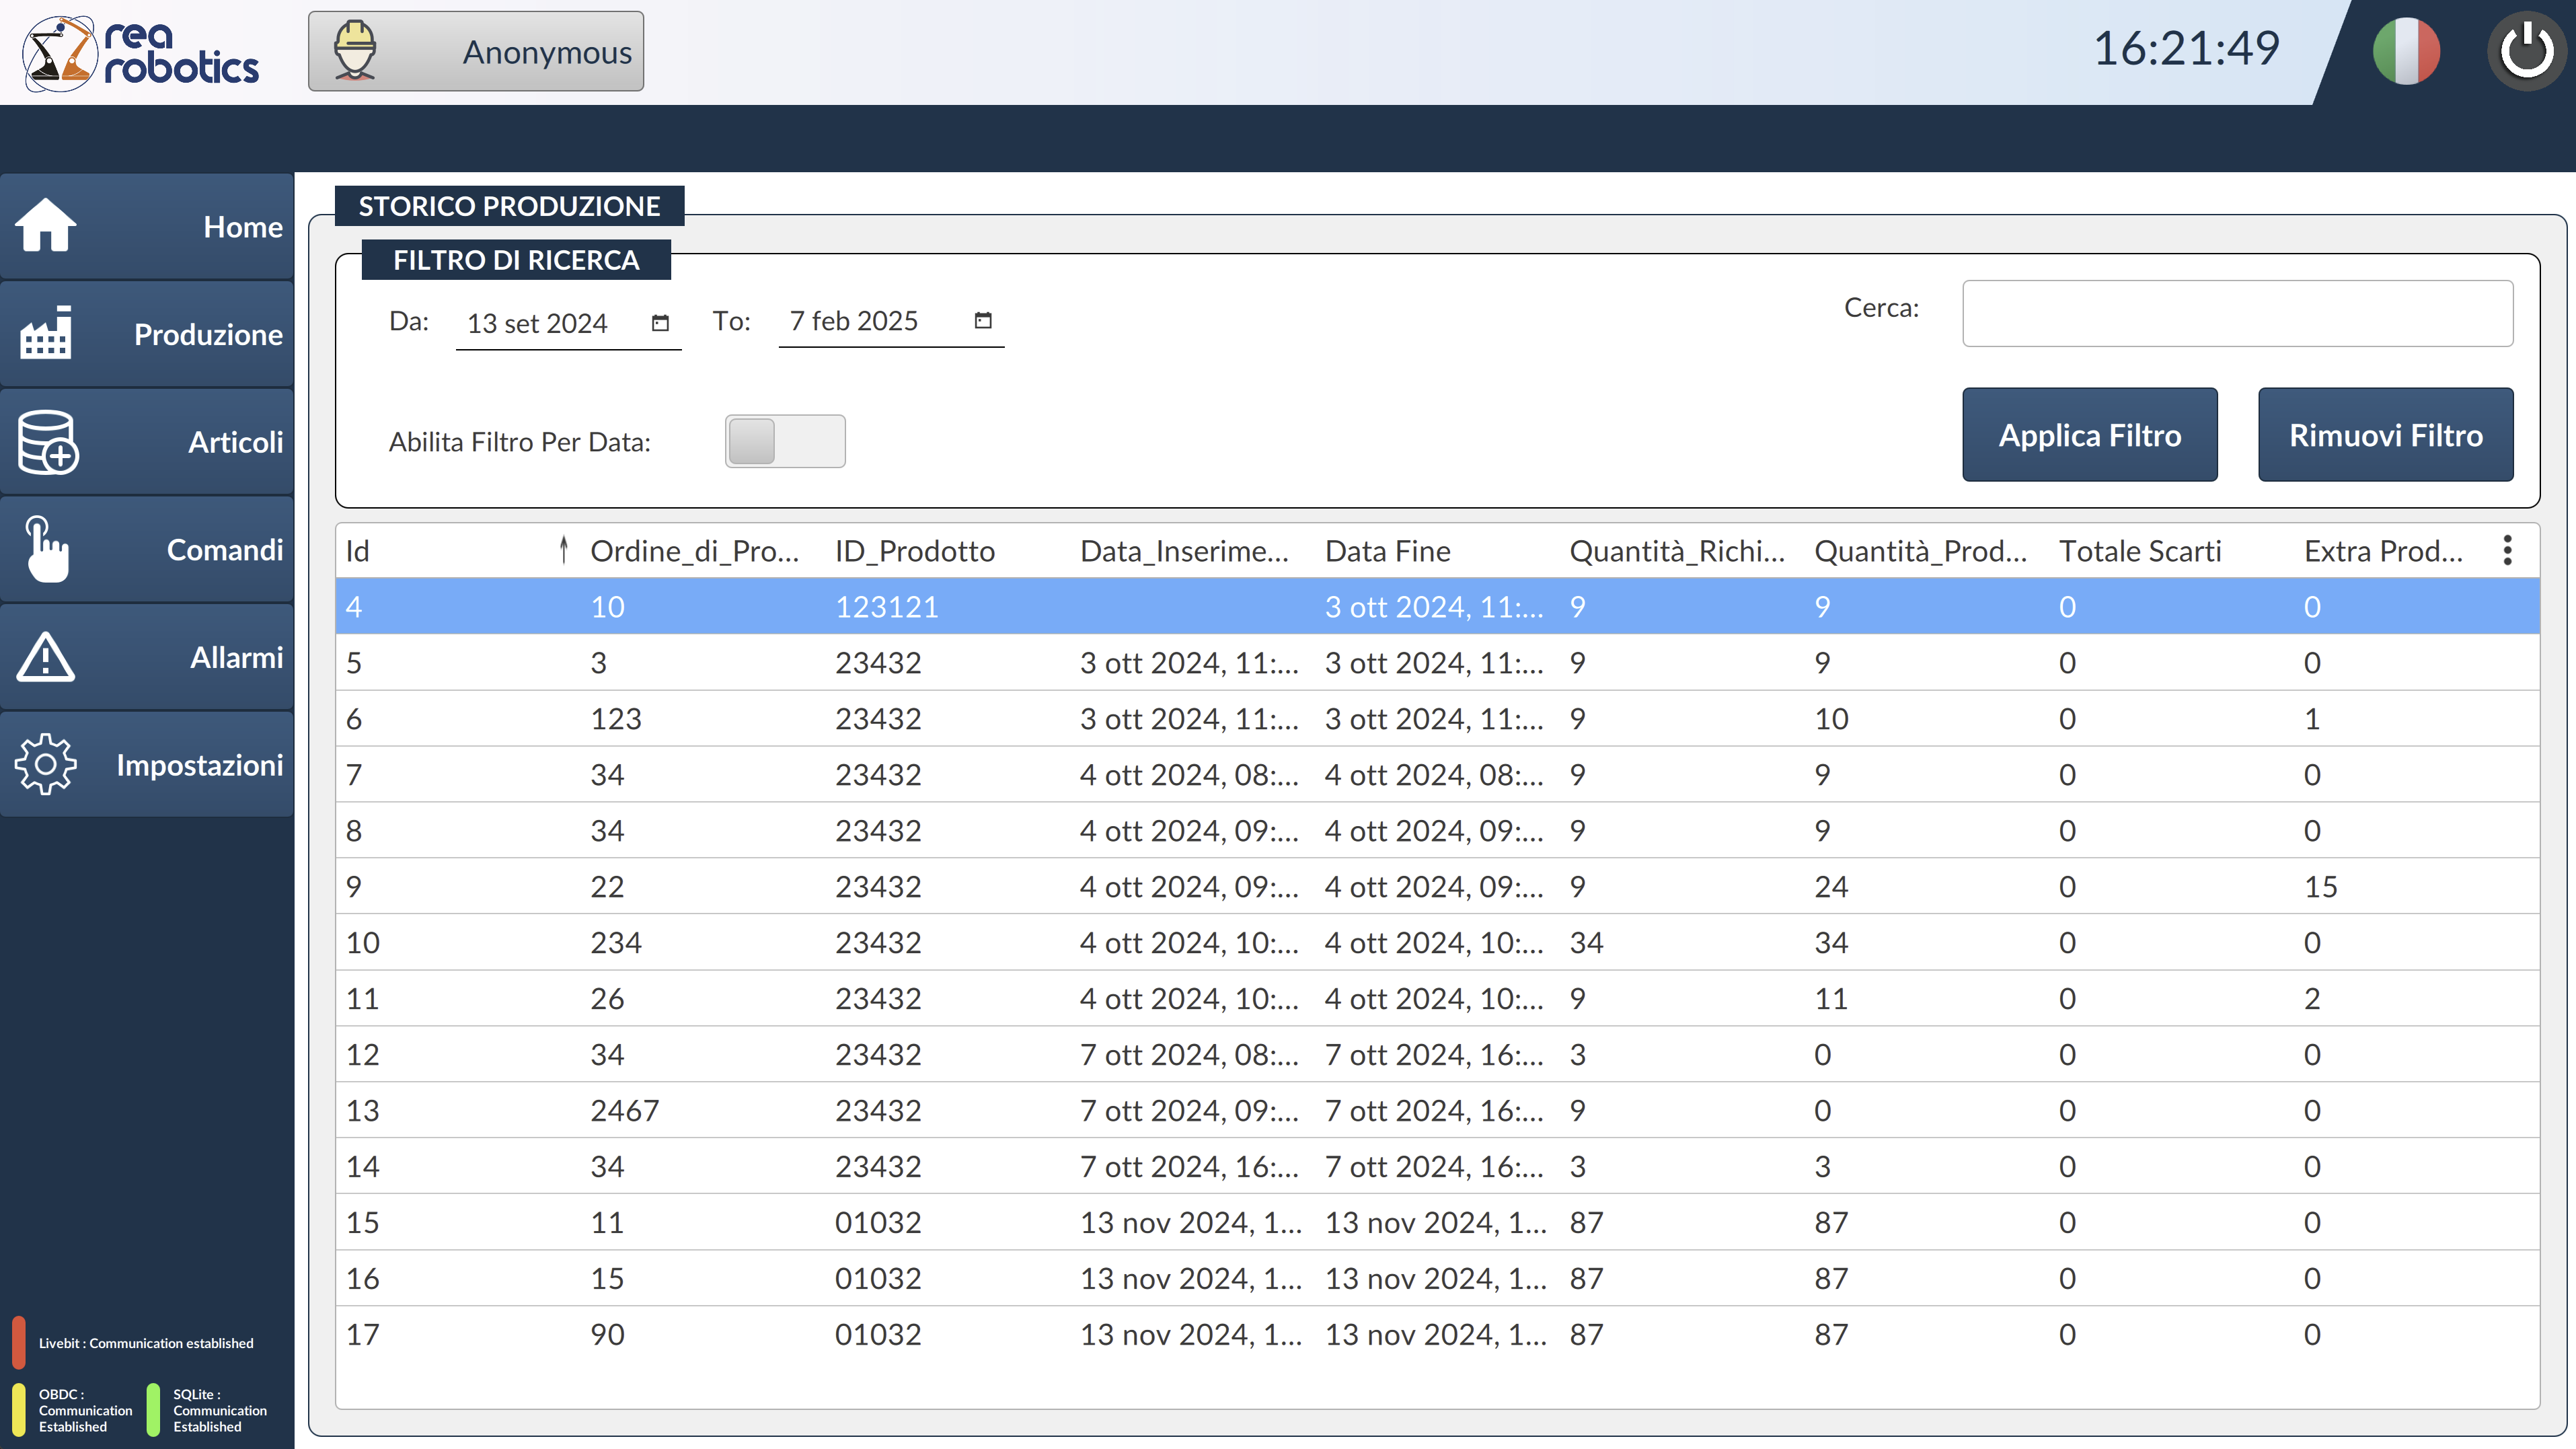 rea
robotics
Anonymous
16:21:49
Home
Produzione
Articoli
Comandi
Allarmi
Impostazioni
STORICO PRODUZIONE
FILTRO DI RICERCA
Da: 13 set 2024 To: 7 feb 2025 Cerca:
Abilita Filtro Per Data: Applica Filtro Rimuovi Filtro
Id Ordine_di_Pro... ID_Prodotto Data_Inserime... Data Fine Quantità_Richi... Quantità_Prod... Totale Scarti Extra Prod...
4 10 123121 3 ott 2024, 11:... 9 9 0 0
5 3 23432 3 ott 2024, 11:... 3 ott 2024, 11:... 9 9 0 0
6 123 23432 3 ott 2024, 11:... 3 ott 2024, 11:... 9 10 0 1
7 34 23432 4 ott 2024, 08:... 4 ott 2024, 08:... 9 9 0 0
8 34 23432 4 ott 2024, 09:... 4 ott 2024, 09:... 9 9 0 0
9 22 23432 4 ott 2024, 09:... 4 ott 2024, 09:... 9 24 0 15
10 234 23432 4 ott 2024, 10:... 4 ott 2024, 10:... 34 34 0 0
11 26 23432 4 ott 2024, 10:... 4 ott 2024, 10:... 9 11 0 2
12 34 23432 7 ott 2024, 08:... 7 ott 2024, 16:... 3 0 0 0
13 2467 23432 7 ott 2024, 09:... 7 ott 2024, 16:... 9 0 0 0
14 34 23432 7 ott 2024, 16:... 7 ott 2024, 16:... 3 3 0 0
15 11 01032 13 nov 2024, 1... 13 nov 2024, 1... 87 87 0 0
16 15 01032 13 nov 2024, 1... 13 nov 2024, 1... 87 87 0 0
17 90 01032 13 nov 2024, 1... 13 nov 2024, 1... 87 87 0 0
Livebit : Communication established
OBDC :
Communication
Established
SQLite :
Communication
Established